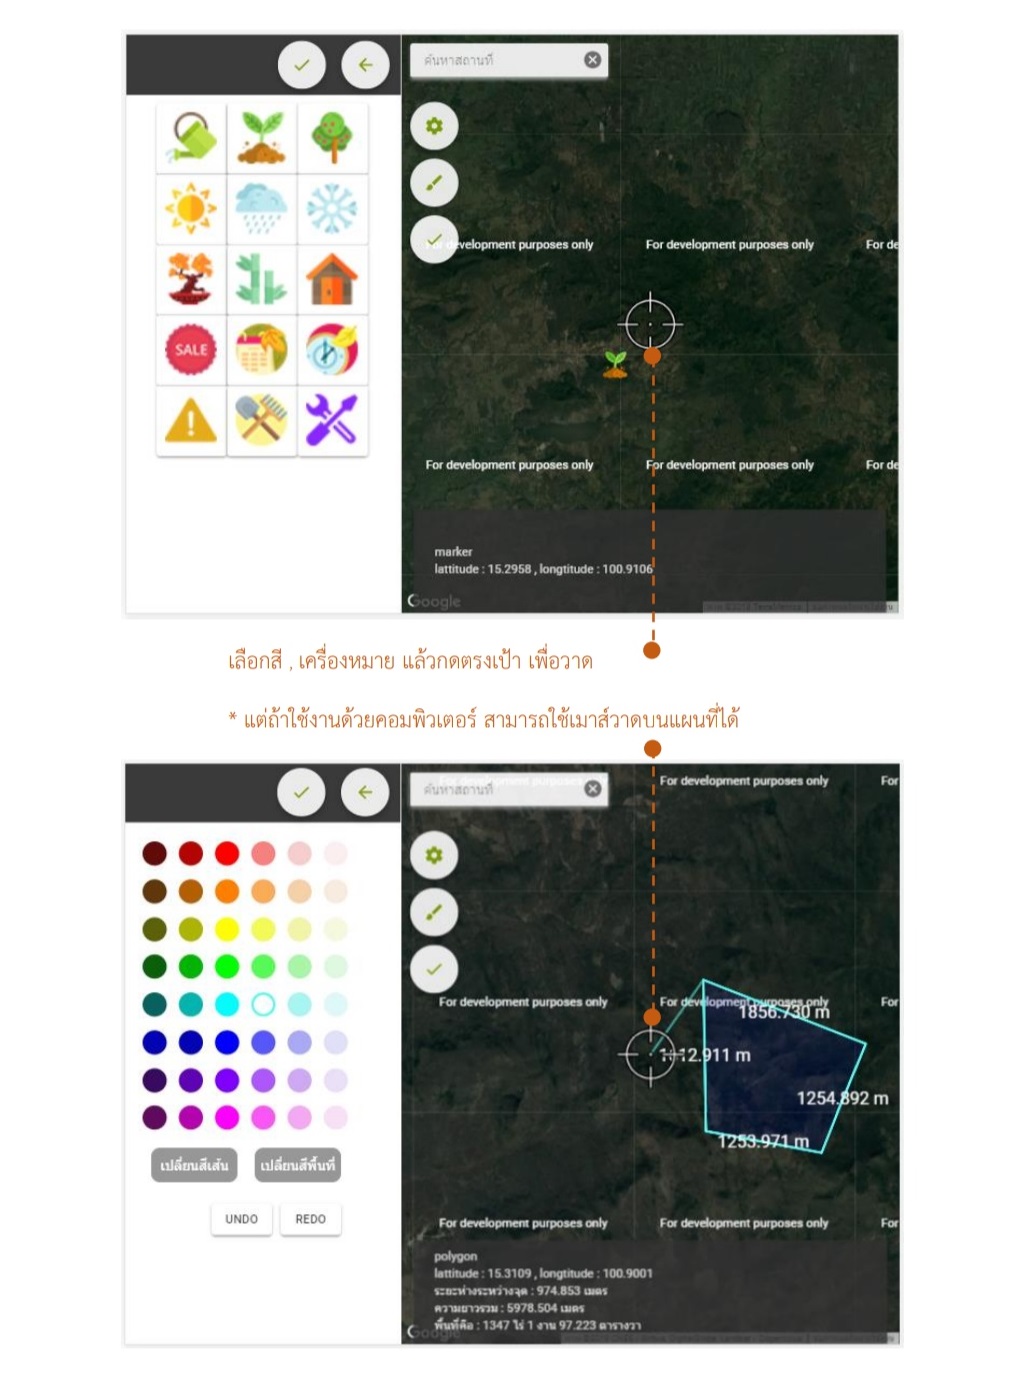 ค้นหาสถานที่
For development purposes only
For development purposes only
For de
SALE
For development purposes only
For development purposes only
For de
marker
lattitude : 15.2958 , longtitude : 100.9106
Google
เลือกสี , เครื่องหมาย แล้วกดตรงเป้า เพื่อวาด
* แต่ถ้าใช้งานด้วยคอมพิวเตอร์ สามารถใช้เมาส์วาดบนแผนที่ได้
For development purposes only
For
ค้นหาสถานที่
For development purposes only
For development purposes only
For
1856.730 m
12.911 m
1254.892 m
1253.971 m
เปลี่ยนสีเส้น
เปลี่ยนสีพื้นที่
UNDO
REDO
For development purposes only
For development purposes only
For
polygon
lattitude : 15.3109 , longtitude : 100.9001
ระยะห่างระหว่างจุด : 974.853 เมตร
ความยาวรวม : 5978.504 เมตร
พื้นที่คือ : 1347 ไร่ 1 งาน 97.223 ตารางวา
Google